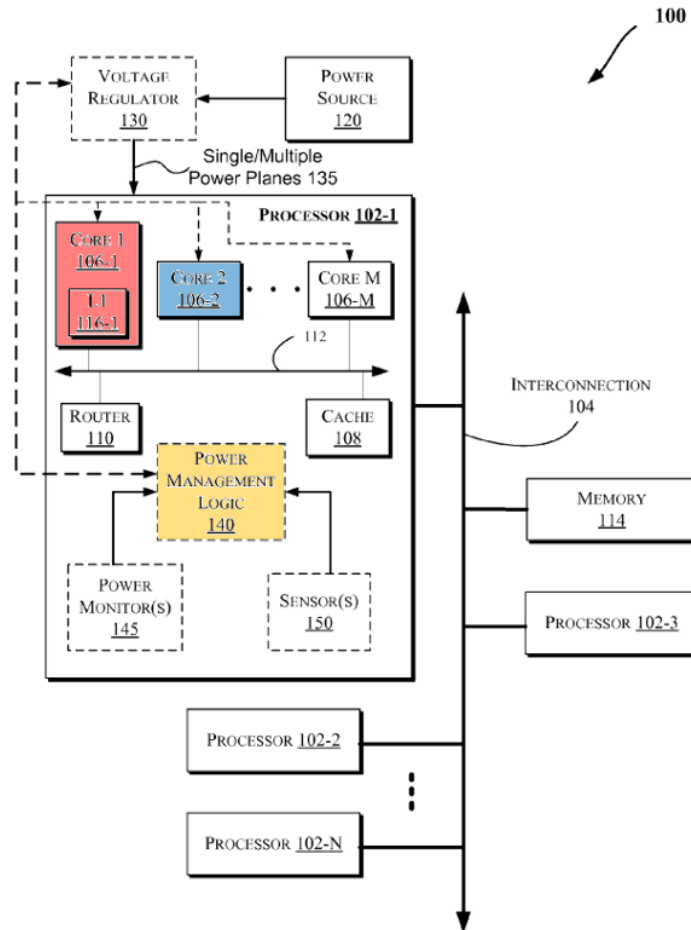 100
VOLTAGE
REGULATOR
130
POWER
SOURCE
120
Single/Multiple
Power Planes 135
PROCESSOR 102-1
CORE 1
106-1
L1
116-1
CORE 2
106-2
CORE M
106-M
112
ROUTER
110
CACHE
108
POWER
MANAGEMENT
LOGIC
140
POWER
MONITOR(S)
145
SENSOR(S)
150
INTERCONNECTION
104
MEMORY
114
PROCESSOR 102-3
PROCESSOR 102-2
PROCESSOR 102-N